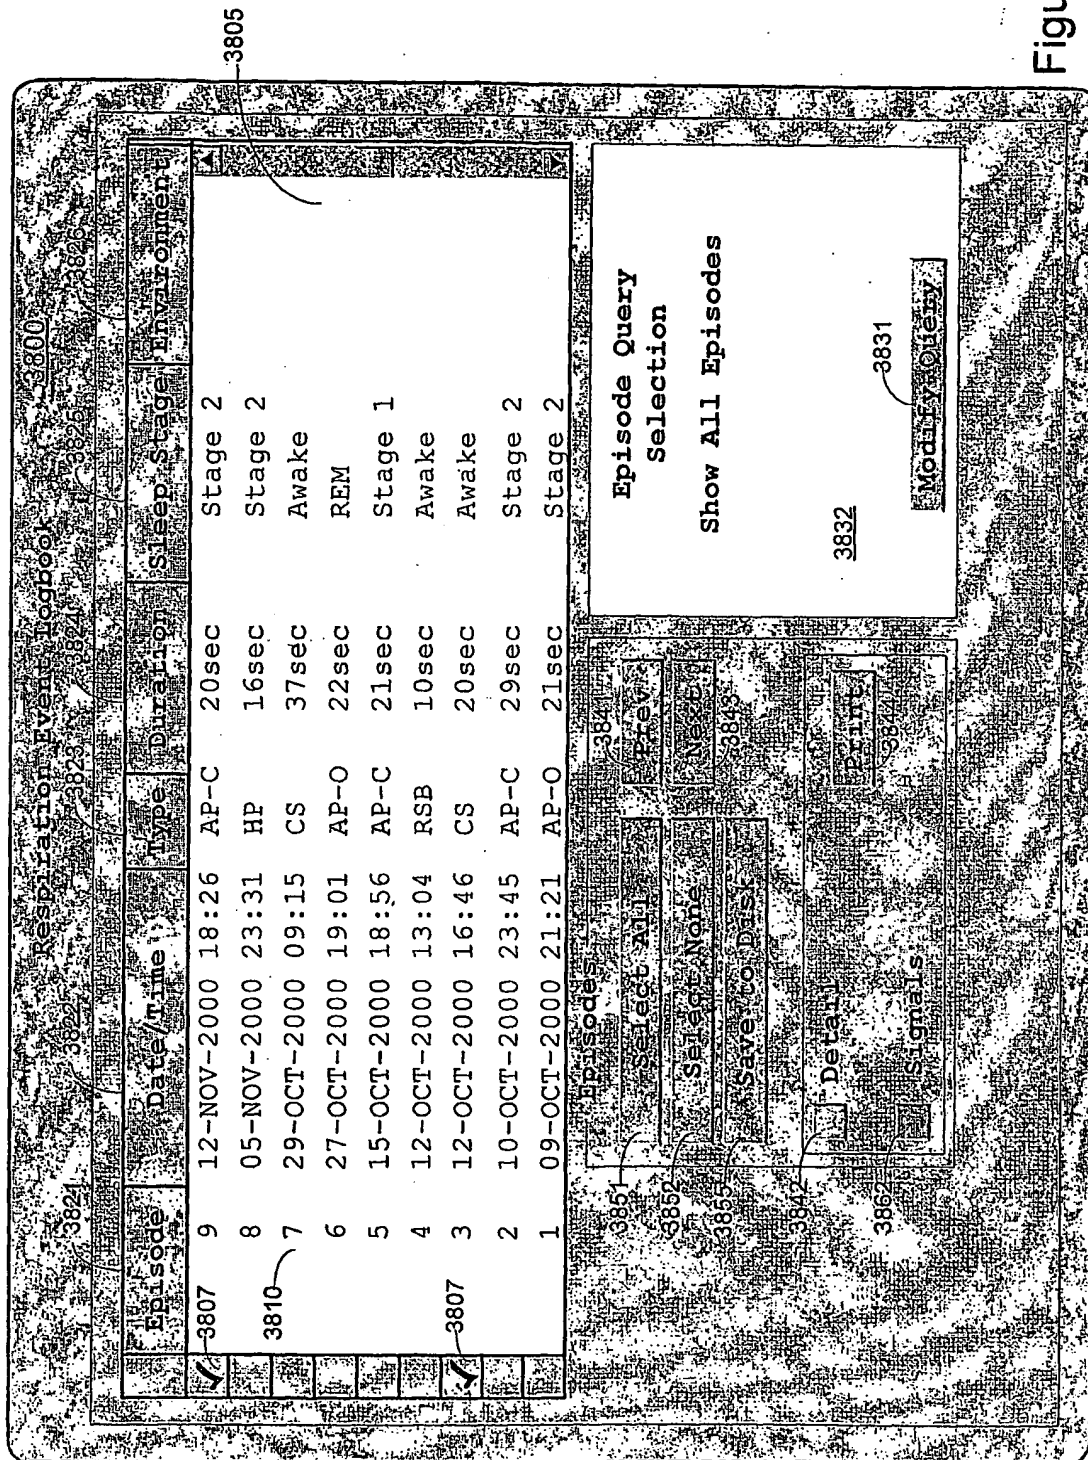 Respiration Event Logbook 3800
3821 3822 3823 3824 3825 3826
Episode Date/Time Type Duration Sleep Stage Environment
3807 9 12-NOV-2000 18:26 AP-C 20sec Stage 2
8 05-NOV-2000 23:31 HP 16sec Stage 2
3810 7 29-OCT-2000 09:15 CS 37sec Awake
6 27-OCT-2000 19:01 AP-O 22sec REM
5 15-OCT-2000 18:56 AP-C 21sec Stage 1
4 12-OCT-2000 13:04 RSB 10sec Awake
3807 3 12-OCT-2000 16:46 CS 20sec Awake
2 10-OCT-2000 23:45 AP-C 29sec Stage 2
1 09-OCT-2000 21:21 AP-O 21sec Stage 2
3805
Episodes
3851 Select All 3841 Prev
3852 Select None Next 3843
3855 Save to Disk
3842 Detail Print 3844
3862 Signals
Episode Query
Selection
Show All Episodes
3832
3831
Modify Query
Figu